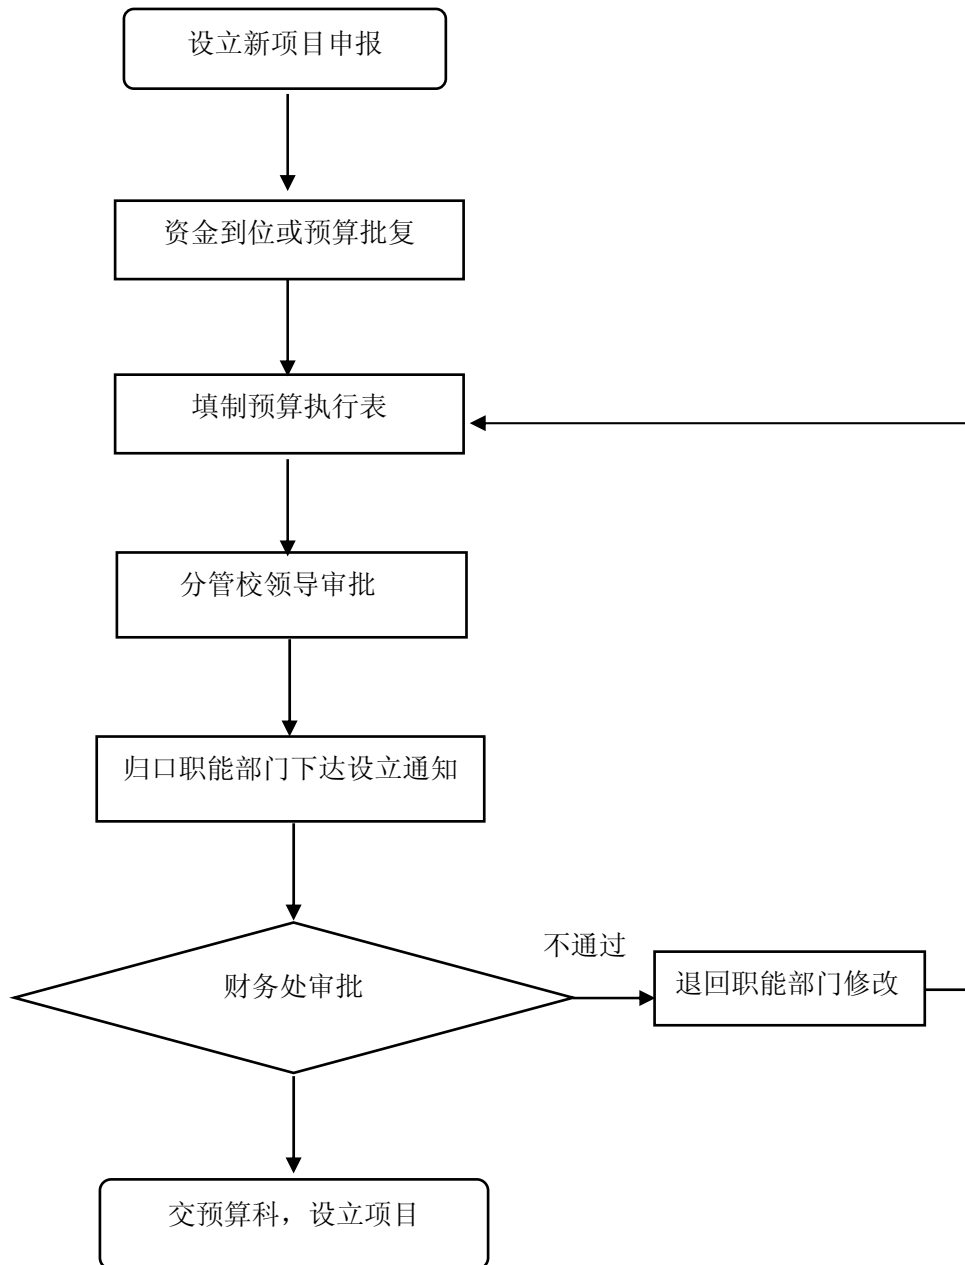 设立新项目申报
资金到位或预算批复
填制预算执行表
分管校领导审批
归口职能部门下达设立通知
不通过
财务处审批
退回职能部门修改
交预算科，设立项目